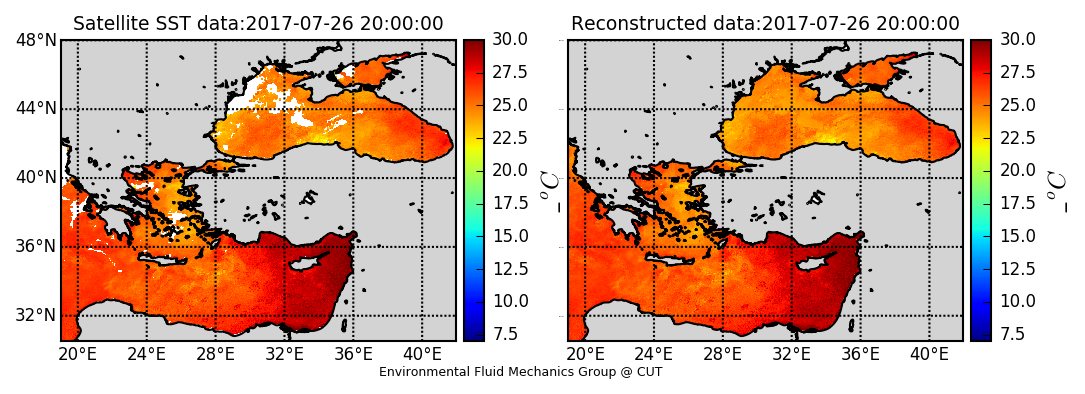 Satellite SST data:2017-07-26 20:00:00
Reconstructed data:2017-07-26 20:00:00
48°N
44°N
40°N
36°N
32°N
20°E 24°E 28°E 32°E 36°E 40°E
30.0
27.5
25.0
22.5
20.0
17.5
15.0
12.5
10.0
7.5
_ °C
20°E 24°E 28°E 32°E 36°E 40°E
30.0
27.5
25.0
22.5
20.0
17.5
15.0
12.5
10.0
7.5
_ °C
Environmental Fluid Mechanics Group @ CUT